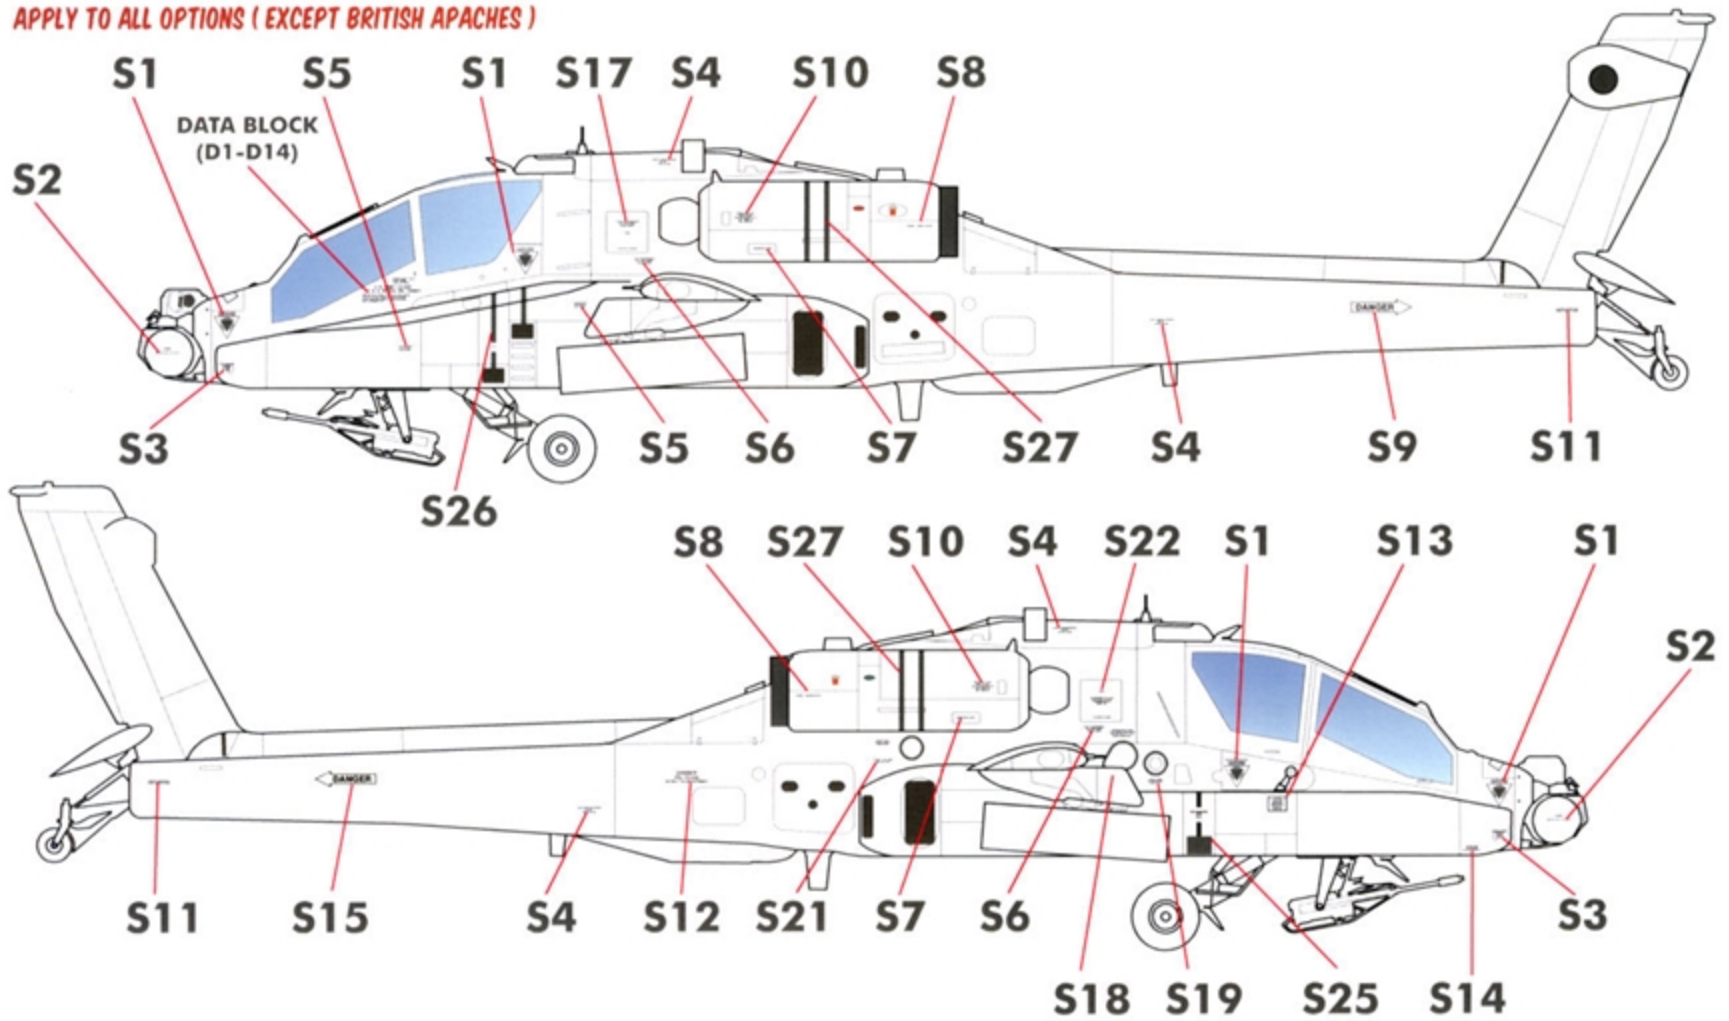 APPLY TO ALL OPTIONS ( EXCEPT BRITISH APACHES )
S1 S5 S1 S17 S4 S10 S8
DATA BLOCK
(D1-D14)
S2
DANGER
S3 S5 S6 S7 S27 S4 S9 S11
S26
S8 S27 S10 S4 S22 S1 S13 S1
S2
DANGER
S11 S15 S4 S12 S21 S7 S6 S3
S18 S19 S25 S14